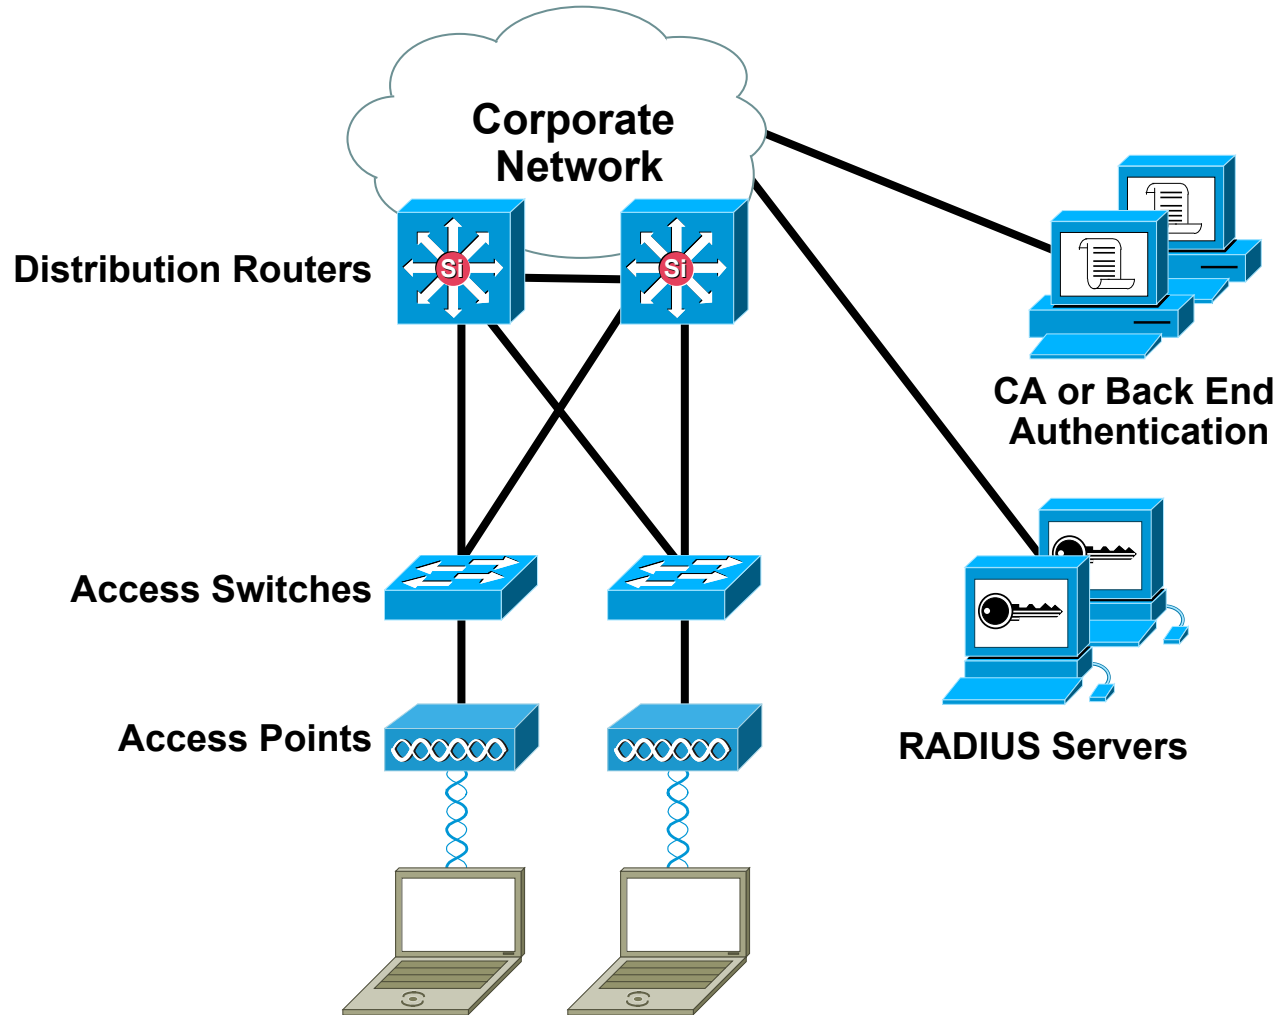 Corporate
Network
Si
Si
Distribution Routers
CA or Back End
Authentication
Access Switches
Access Points
RADIUS Servers